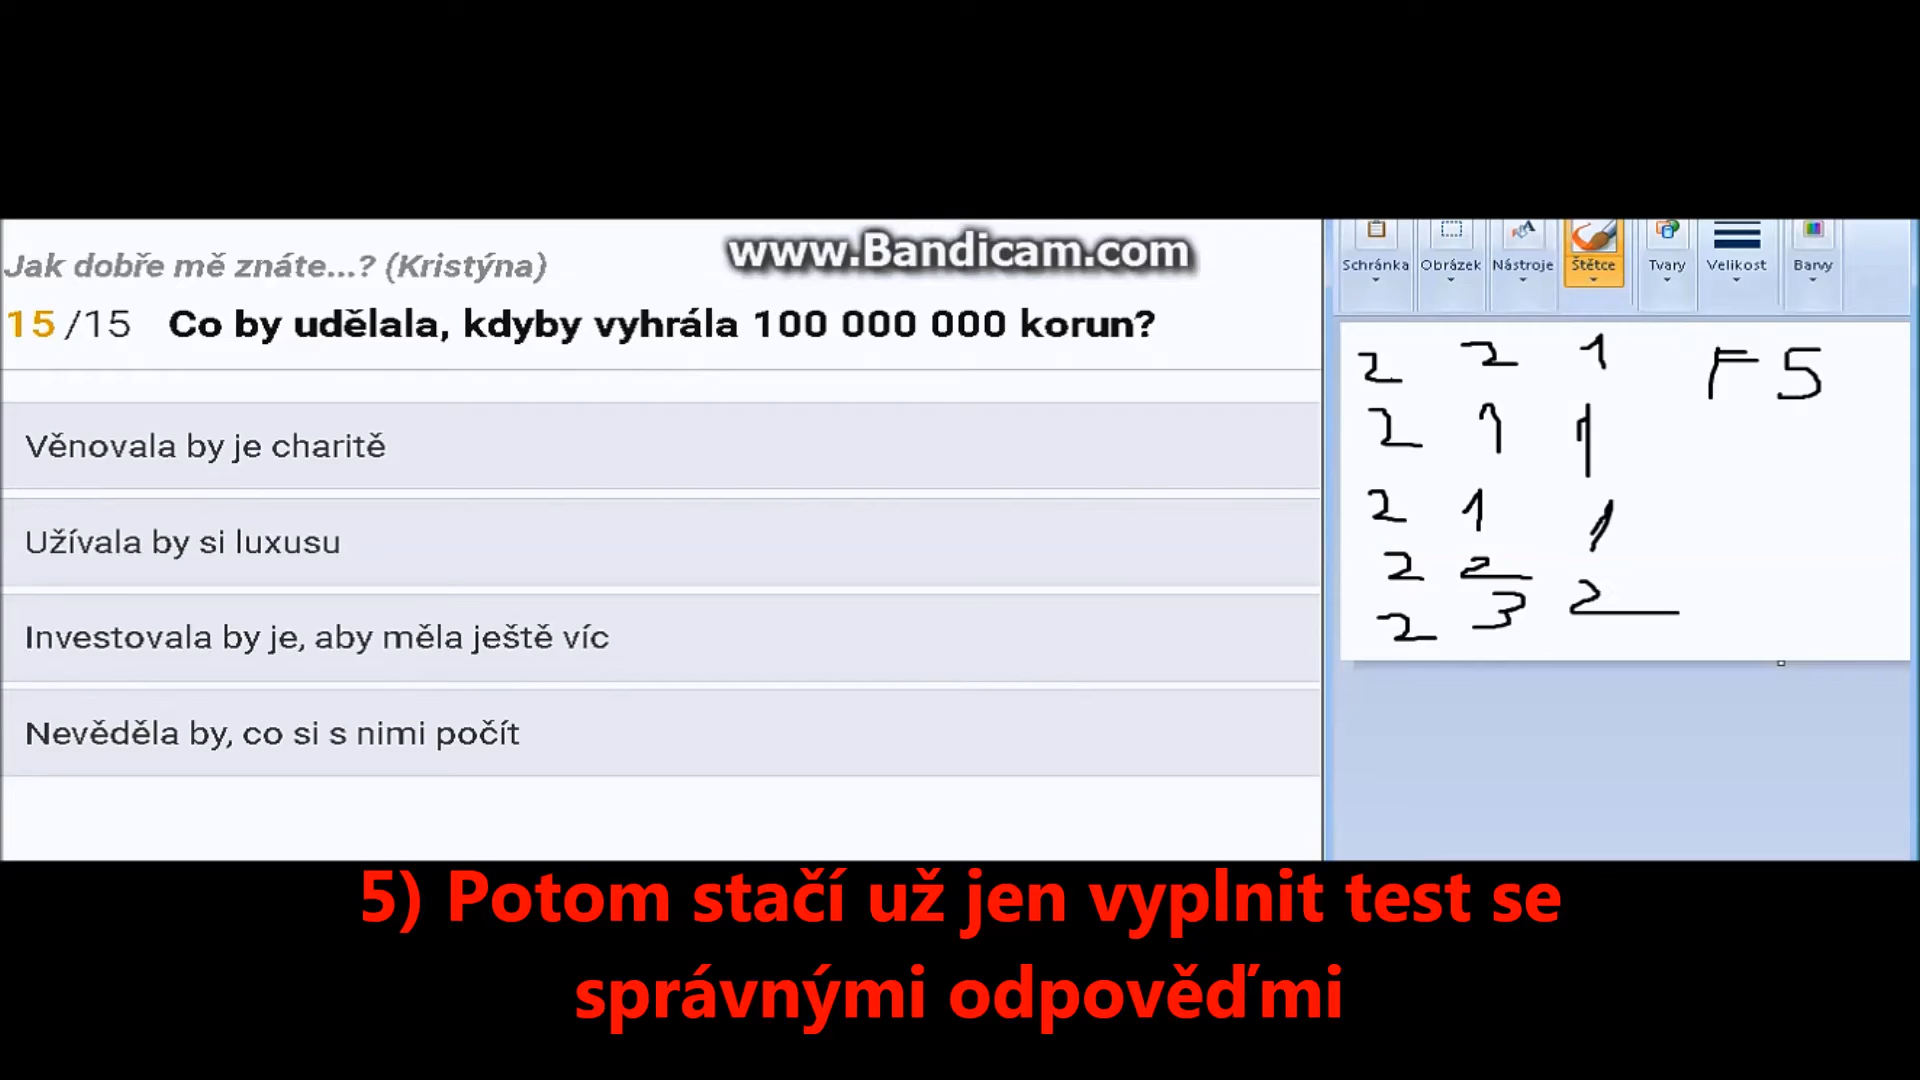 www.Bandicam.com
Jak dobře mě znáte...? (Kristýna)
15/15 Co by udělala, kdyby vyhrála 100 000 000 korun?
Věnovala by je charitě
Užívala by si luxusu
Investovala by je, aby měla ještě víc
Nevěděla by, co si s nimi počít
Schránka Obrázek Nástroje Štětce Tvary Velikost Barvy
2 2 1 F5
2 1 1
2 1 1
2 2 2
2 3
5) Potom stačí už jen vyplnit test se
správnými odpověďmi